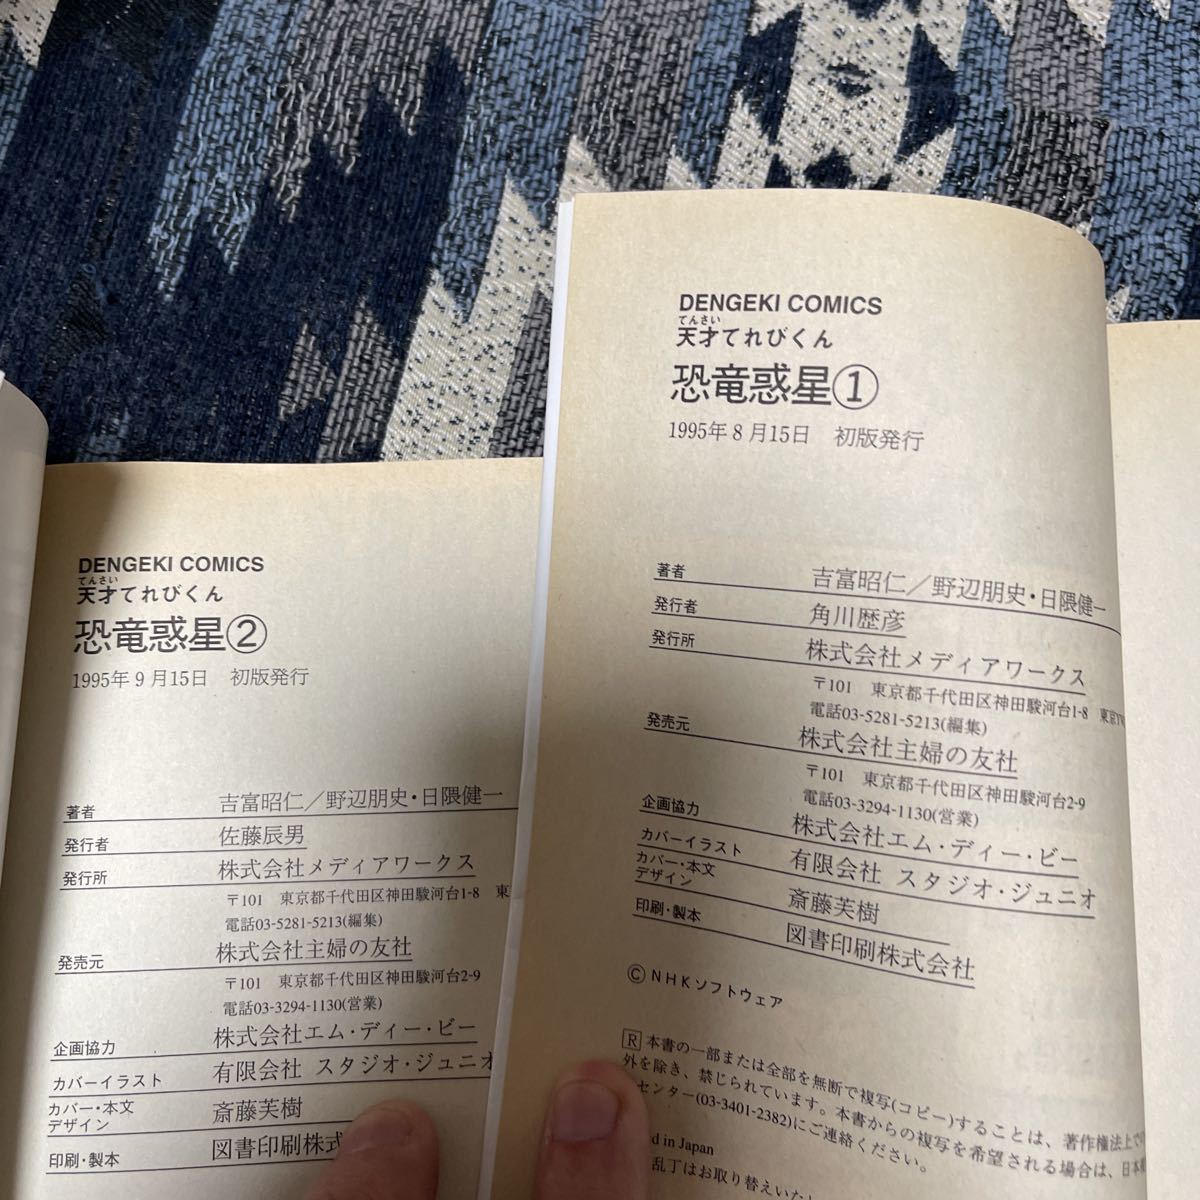 DENGEKI COMICS
てんさい
天才てれびくん
恐竜惑星②
1995年9月15日 初版発行
著者 吉富昭仁／野辺朋史・日隈健一
発行者 佐藤辰男
発行所 株式会社メディアワークス
〒101 東京都千代田区神田駿河台1-8 東
電話03-5281-5213(編集)
発売元 株式会社主婦の友社
〒101 東京都千代田区神田駿河台2-9
電話03-3294-1130(営業)
企画協力 株式会社エム・ディー・ビー
カバーイラスト 有限会社 スタジオ・ジュニオ
カバー・本文
デザイン 斎藤芙樹
印刷・製本 図書印刷株式
DENGEKI COMICS
てんさい
天才てれびくん
恐竜惑星①
1995年8月15日 初版発行
著者 吉富昭仁／野辺朋史・日隈健一
発行者 角川歴彦
発行所 株式会社メディアワークス
〒101 東京都千代田区神田駿河台1-8 東京
電話03-5281-5213(編集)
発売元 株式会社主婦の友社
〒101 東京都千代田区神田駿河台2-9
電話03-3294-1130(営業)
企画協力 株式会社エム・ディー・ビー
カバーイラスト 有限会社 スタジオ・ジュニオ
カバー・本文
デザイン 斎藤芙樹
印刷・製本 図書印刷株式会社
©NHKソフトウェア
R 本書の一部または全部を無断で複写(コピー)することは、著作権法上での
外を除き、禁じられています。本書からの複写を希望される場合は、日本
センター(03-3401-2382)にご連絡ください。
in Japan
乱丁はお取り替えいた